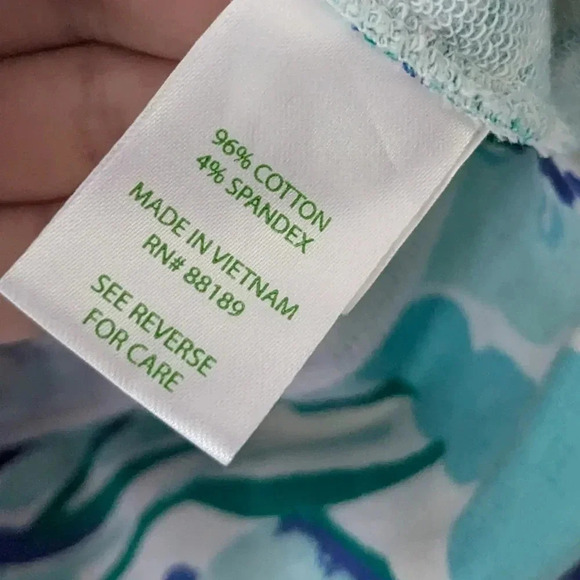 96% COTTON
4% SPANDEX
MADE IN VIETNAM
RN# 88189
SEE REVERSE
FOR CARE